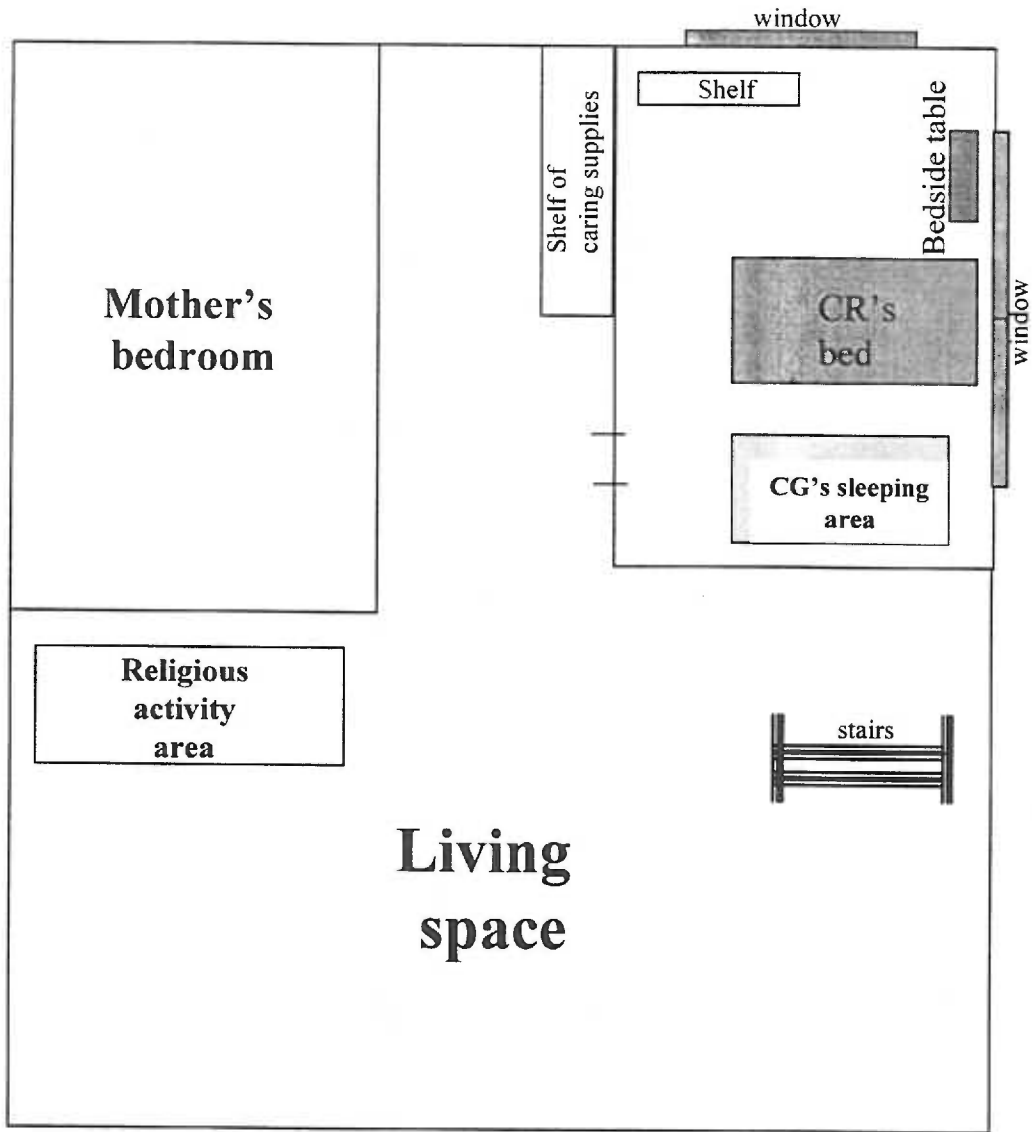 window
Shelf
Shelf of
caring supplies
Bedside table
Mother's
bedroom
CR's
bed
window
CG's sleeping
area
Religious
activity
area
stairs
Living
space